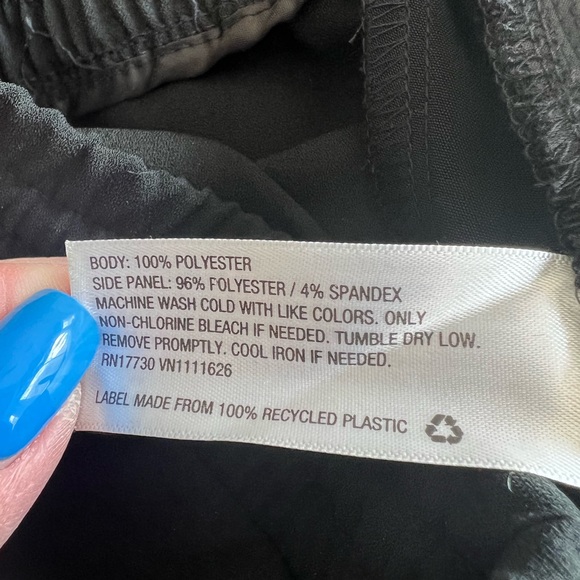 BODY: 100% POLYESTER
SIDE PANEL: 96% POLYESTER / 4% SPANDEX
MACHINE WASH COLD WITH LIKE COLORS. ONLY
NON-CHLORINE BLEACH IF NEEDED. TUMBLE DRY LOW.
REMOVE PROMPTLY. COOL IRON IF NEEDED.
RN17730 VN1111626
LABEL MADE FROM 100% RECYCLED PLASTIC